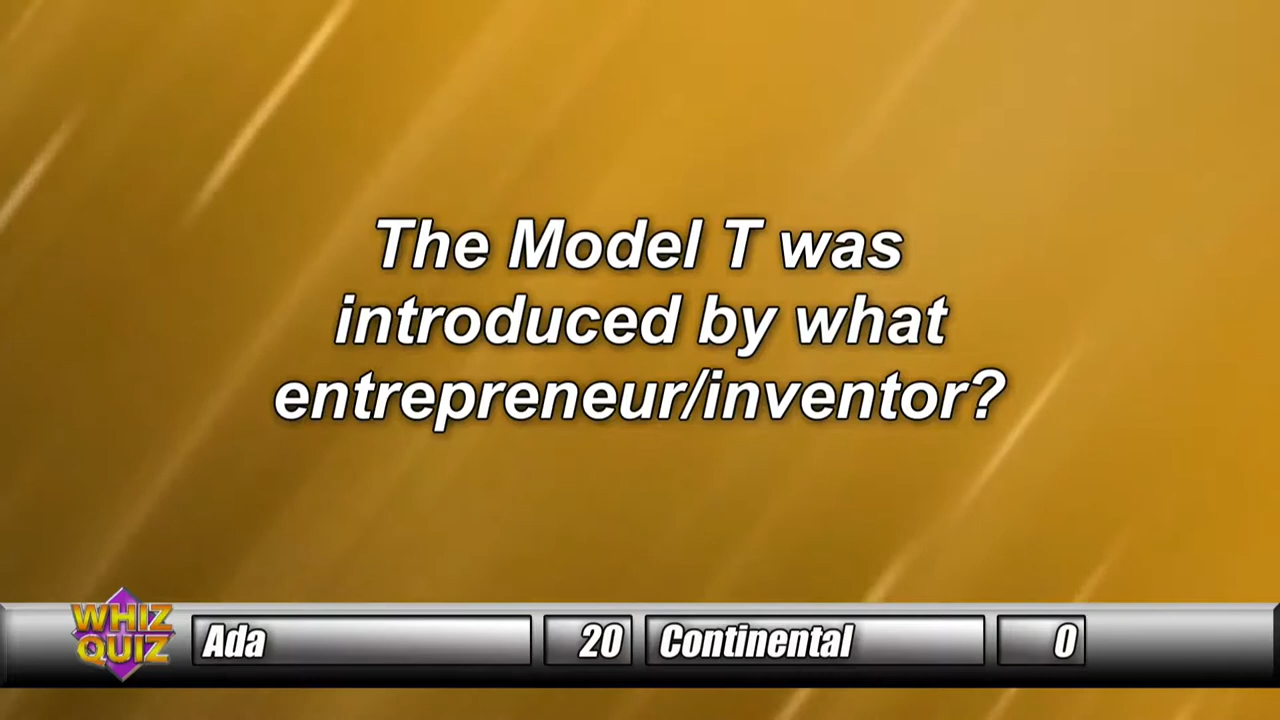 The Model T was
introduced by what
entrepreneur/inventor?
WHIZ
QUIZ
Ada 20 Continental 0